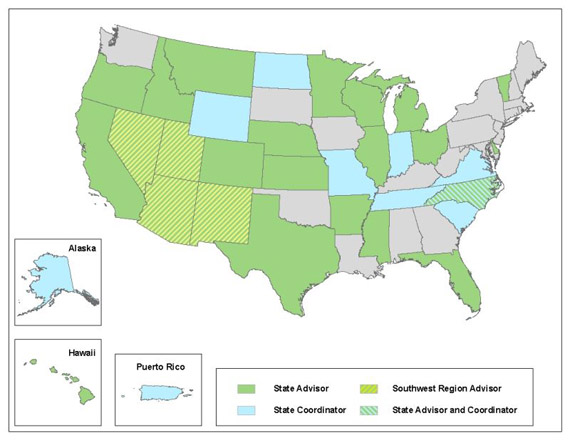 Alaska
Hawaii
Puerto Rico
State Advisor
Southwest Region Advisor
State Coordinator
State Advisor and Coordinator